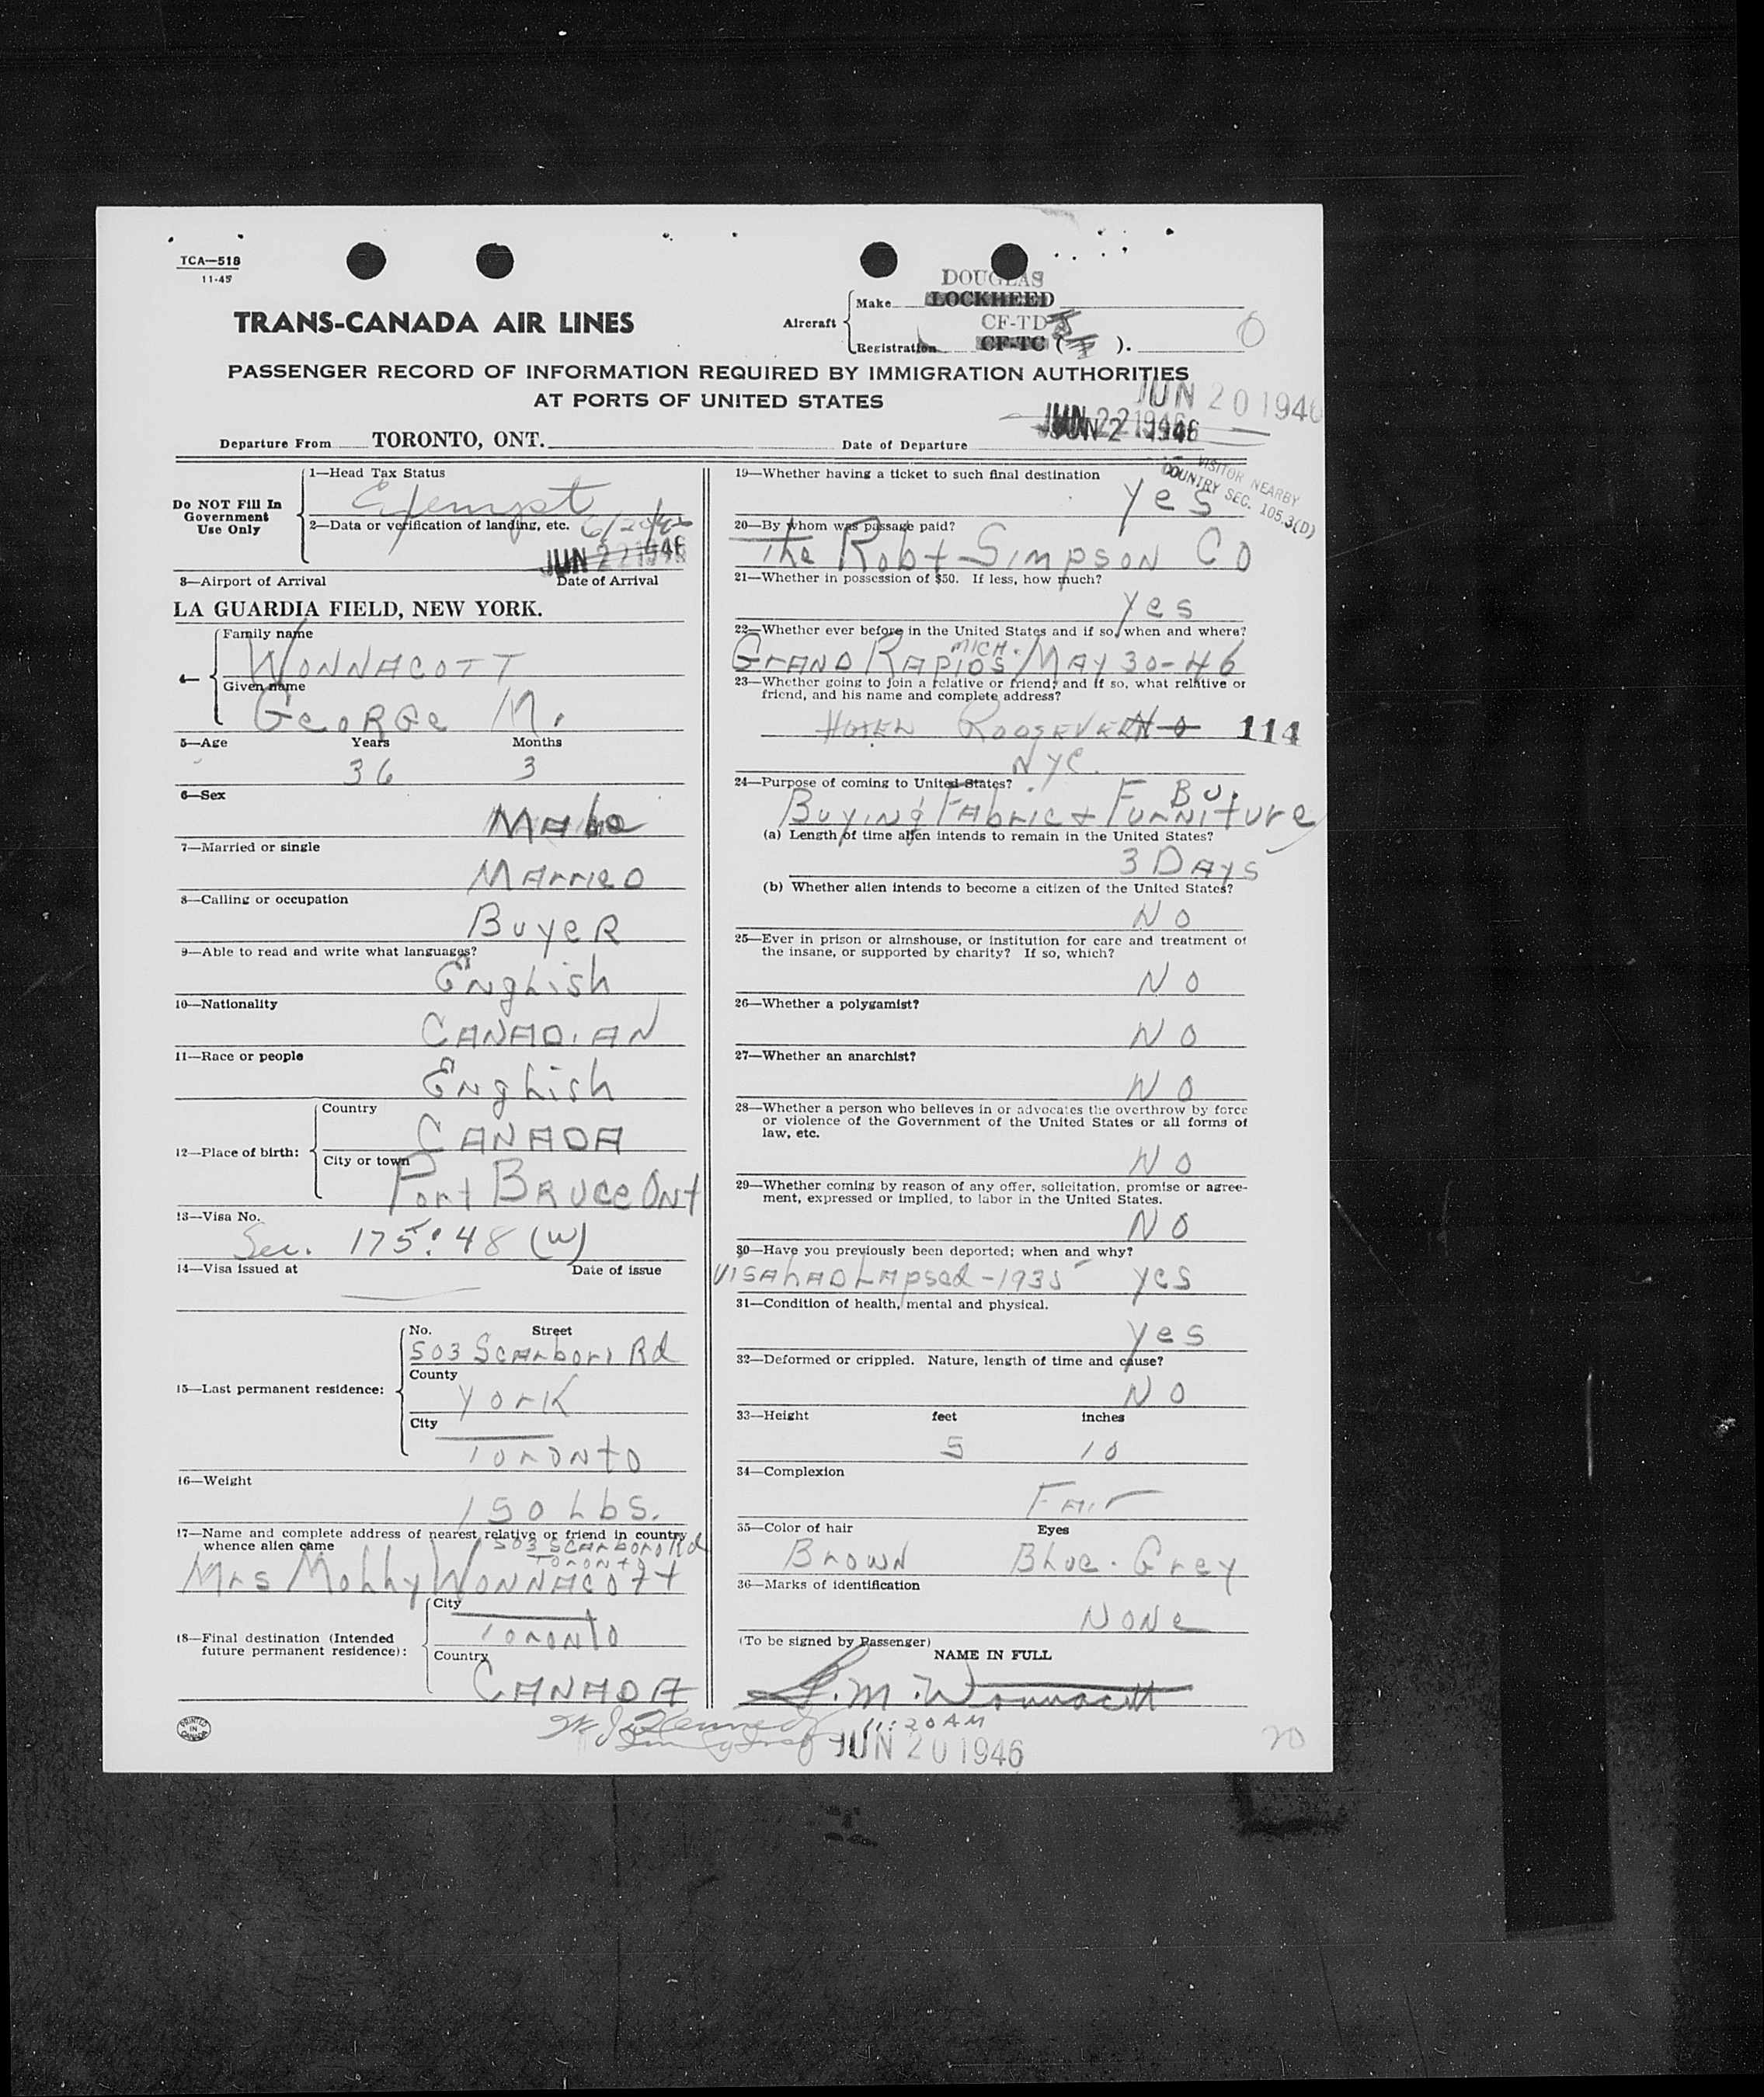 TCA—518
11-45
DOUGLAS
Make LOCKHEED
TRANS-CANADA AIR LINES
Aircraft
CF-TD
Registration CF-TC ( ).
PASSENGER RECORD OF INFORMATION REQUIRED BY IMMIGRATION AUTHORITIES
AT PORTS OF UNITED STATES
JUN 20 1946
Departure From TORONTO, ONT.
Date of Departure
Do NOT Fill In
Government
Use Only
1—Head Tax Status
Exempt
2—Data or verification of landing, etc.
JUN 22 1946
3—Airport of Arrival Date of Arrival
LA GUARDIA FIELD, NEW YORK.
4—
Family name
WONNACOTT
Given name
GeORGe M.
5—Age Years Months
36 3
6—Sex
MALe
7—Married or single
MArrieD
8—Calling or occupation
BuyeR
9—Able to read and write what languages?
ENgLish
10—Nationality
CANADiAN
11—Race or people
ENgLish
12—Place of birth:
Country
CANADA
City or town
Port BRUCe ONt
13—Visa No.
Sec. 175:48 (W)
14—Visa issued at Date of issue
15—Last permanent residence:
No. Street
503 ScArboro Rd
County
YorK
City
ToroNto
16—Weight
150 Lbs.
17—Name and complete address of nearest relative or friend in country
whence alien came
503 ScArboro Rd
ToroNto
Mrs MoLLy WONNACott
18—Final destination (Intended
future permanent residence):
City
ToroNto
Country
CANADA
PRINTED
IN
CANADA
19—Whether having a ticket to such final destination
VISITOR NEARBY
COUNTRY SEC. 105.3(D)
yes
20—By whom was passage paid?
The Robt Simpson CO
21—Whether in possession of $50. If less, how much?
yes
22—Whether ever before in the United States and if so, when and where?
MICH.
GrAND RAPIDS MAY 30-46
23—Whether going to join a relative or friend; and if so, what relative or
friend, and his name and complete address?
HOTEL ROOSEVELT NO 114
NYC.
24—Purpose of coming to United States?
BU.
BuyiNg FAbric + FurNiture
(a) Length of time alien intends to remain in the United States?
3 DAys
(b) Whether alien intends to become a citizen of the United States?
NO
25—Ever in prison or almshouse, or institution for care and treatment of
the insane, or supported by charity? If so, which?
NO
26—Whether a polygamist?
NO
27—Whether an anarchist?
NO
28—Whether a person who believes in or advocates the overthrow by force
or violence of the Government of the United States or all forms of
law, etc.
NO
29—Whether coming by reason of any offer, solicitation, promise or agree-
ment, expressed or implied, to labor in the United States.
NO
30—Have you previously been deported; when and why?
VISA hAD LApsed - 1935 yes
31—Condition of health, mental and physical.
yes
32—Deformed or crippled. Nature, length of time and cause?
NO
33—Height feet inches
5 10
34—Complexion
FAir
35—Color of hair Eyes
BrowN BLue-Grey
36—Marks of identification
NONe
(To be signed by Passenger)
NAME IN FULL
G. M. Wonnacott
11:20 AM
JUN 20 1946
20